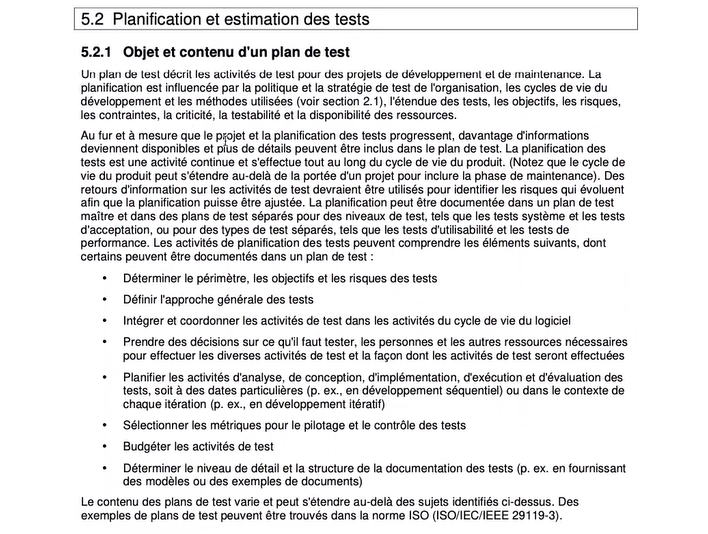 5.2 Planification et estimation des tests
5.2.1 Objet et contenu d'un plan de test
Un plan de test décrit les activités de test pour des projets de développement et de maintenance. La
planification est influencée par la politique et la stratégie de test de l'organisation, les cycles de vie du
développement et les méthodes utilisées (voir section 2.1), l'étendue des tests, les objectifs, les risques,
les contraintes, la criticité, la testabilité et la disponibilité des ressources.
Au fur et à mesure que le projet et la planification des tests progressent, davantage d'informations
deviennent disponibles et plus de détails peuvent être inclus dans le plan de test. La planification des
tests est une activité continue et s'effectue tout au long du cycle de vie du produit. (Notez que le cycle de
vie du produit peut s'étendre au-delà de la portée d'un projet pour inclure la phase de maintenance). Des
retours d'information sur les activités de test devraient être utilisés pour identifier les risques qui évoluent
afin que la planification puisse être ajustée. La planification peut être documentée dans un plan de test
maître et dans des plans de test séparés pour des niveaux de test, tels que les tests système et les tests
d'acceptation, ou pour des types de test séparés, tels que les tests d'utilisabilité et les tests de
performance. Les activités de planification des tests peuvent comprendre les éléments suivants, dont
certains peuvent être documentés dans un plan de test :
• Déterminer le périmètre, les objectifs et les risques des tests
• Définir l'approche générale des tests
• Intégrer et coordonner les activités de test dans les activités du cycle de vie du logiciel
• Prendre des décisions sur ce qu'il faut tester, les personnes et les autres ressources nécessaires
pour effectuer les diverses activités de test et la façon dont les activités de test seront effectuées
• Planifier les activités d'analyse, de conception, d'implémentation, d'exécution et d'évaluation des
tests, soit à des dates particulières (p. ex., en développement séquentiel) ou dans le contexte de
chaque itération (p. ex., en développement itératif)
• Sélectionner les métriques pour le pilotage et le contrôle des tests
• Budgéter les activités de test
• Déterminer le niveau de détail et la structure de la documentation des tests (p. ex. en fournissant
des modèles ou des exemples de documents)
Le contenu des plans de test varie et peut s'étendre au-delà des sujets identifiés ci-dessus. Des
exemples de plans de test peuvent être trouvés dans la norme ISO (ISO/IEC/IEEE 29119-3).